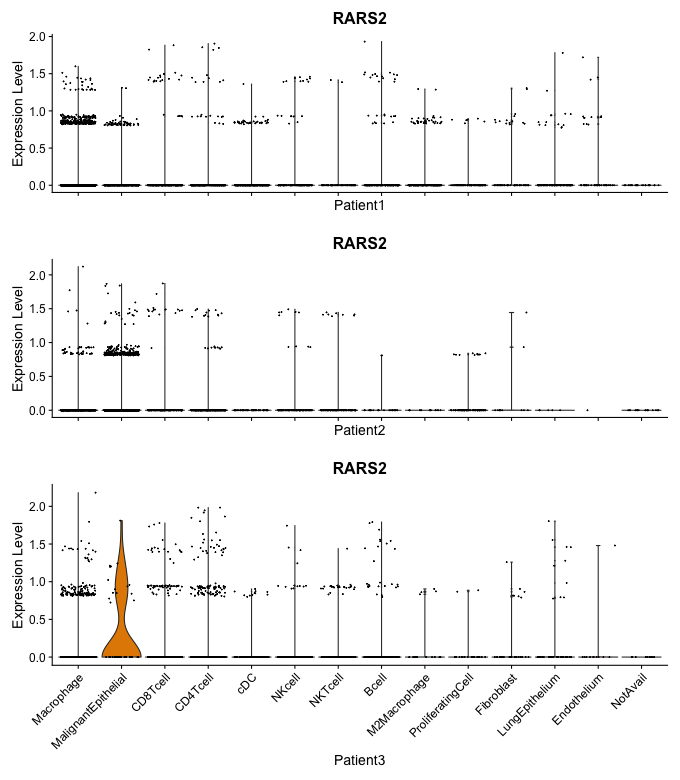 RARS2
2.0
1.5
1.0
0.5
0.0
Expression Level
Patient1
RARS2
2.0
1.5
1.0
0.5
0.0
Expression Level
Patient2
RARS2
2.0
1.5
1.0
0.5
0.0
Expression Level
Macrophage
MalignantEpithelial
CD8Tcell
CD4Tcell
cDC
NKcell
NKTcell
Bcell
M2Macrophage
ProliferatingCell
Fibroblast
LungEpithelium
Endothelium
NotAvail
Patient3